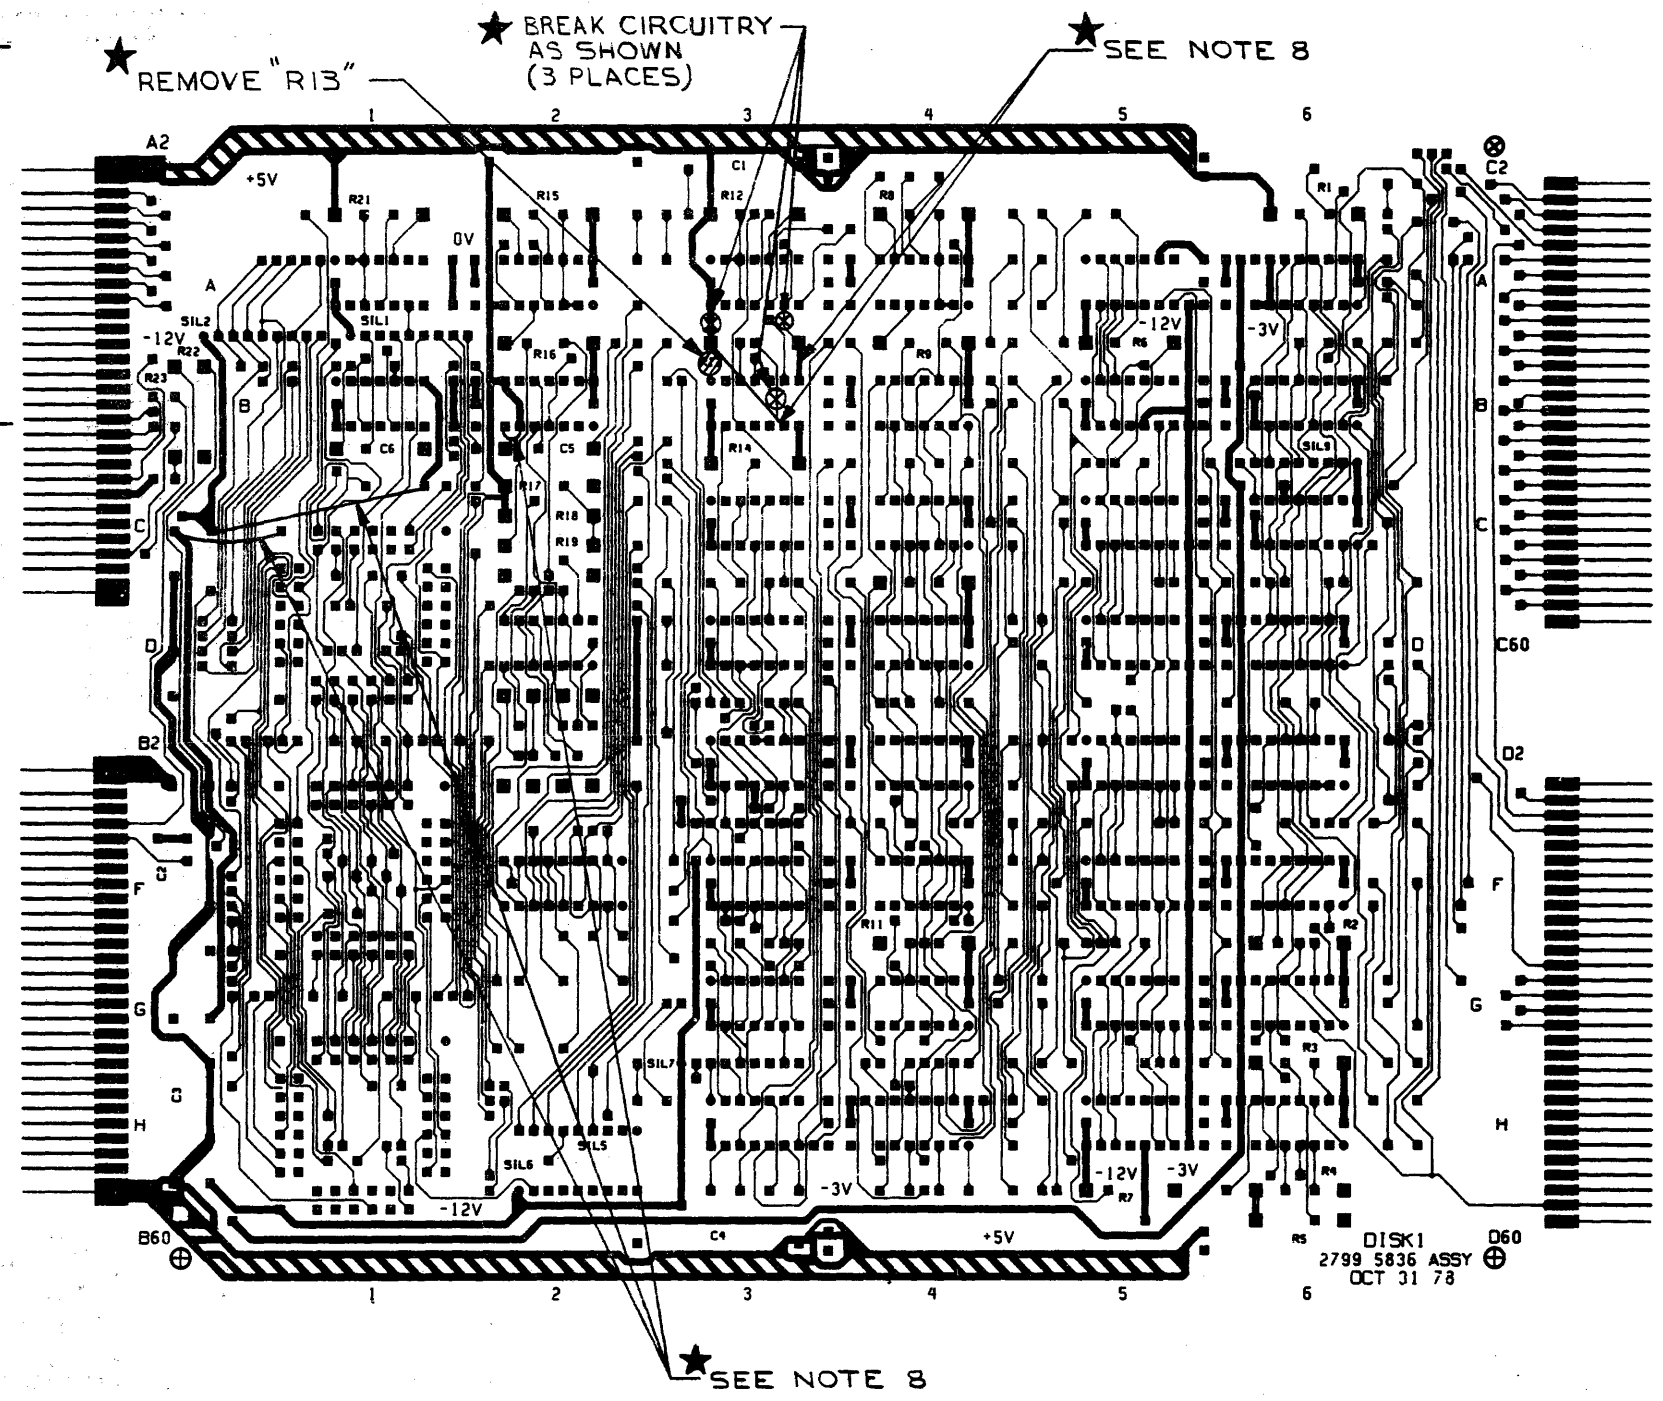 ★ BREAK CIRCUITRY
AS SHOWN
(3 PLACES)
★ SEE NOTE 8
★ REMOVE "R13"
1 2 3 4 5 6
A2
C1
C2
+5V
R21
R15
R12
R8
R1
0V
A
A
SIL2
SIL1
-12V
-12V
-3V
R22
R16
R9
R6
R23
B
B
C6
C5
R14
SIL9
R17
R18
C
C
R19
D
D
C60
B2
D2
C2
F
F
R11
R2
G
G
SIL7
R3
C3
H
H
SIL5
SIL6
-12V
-3V
-12V
-3V
R7
R4
B60
C4
+5V
R5
DISK1
D60
2799 5836 ASSY
OCT 31 78
1 2 3 4 5 6
★ SEE NOTE 8